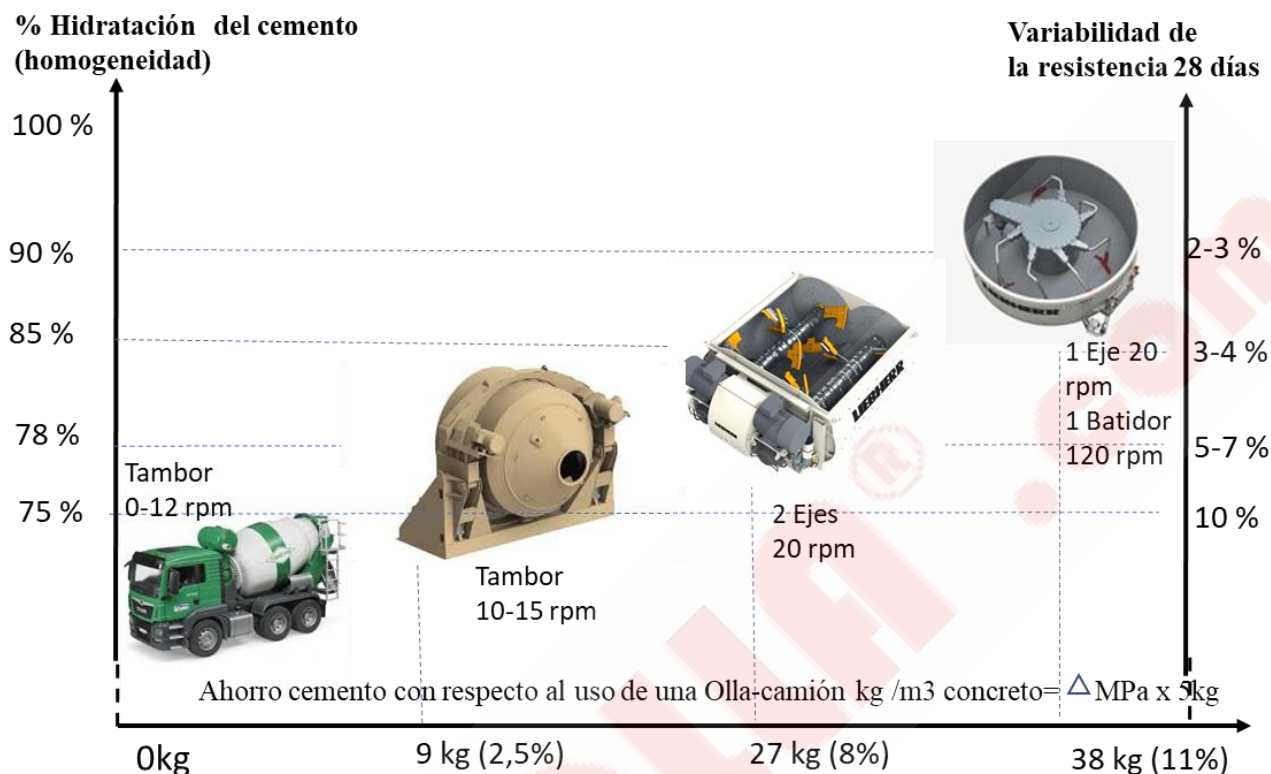 % Hidratación del cemento
(homogeneidad)
Variabilidad de
la resistencia 28 días
100 %
90 %
2-3 %
85 %
3-4 %
1 Eje 20
rpm
1 Batidor
120 rpm
78 %
5-7 %
75 %
10 %
Tambor
0-12 rpm
Tambor
10-15 rpm
2 Ejes
20 rpm
LIEBHERR
LIEBHERR
Ahorro cemento con respecto al uso de una Olla-camión kg /m3 concreto= △ MPa x 5kg
0kg
9 kg (2,5%)
27 kg (8%)
38 kg (11%)
®
.com